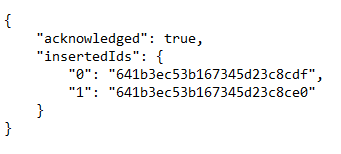 {
    "acknowledged": true,
    "insertedIds": {
        "0": "641b3ec53b167345d23c8cdf",
        "1": "641b3ec53b167345d23c8ce0"
    }
}